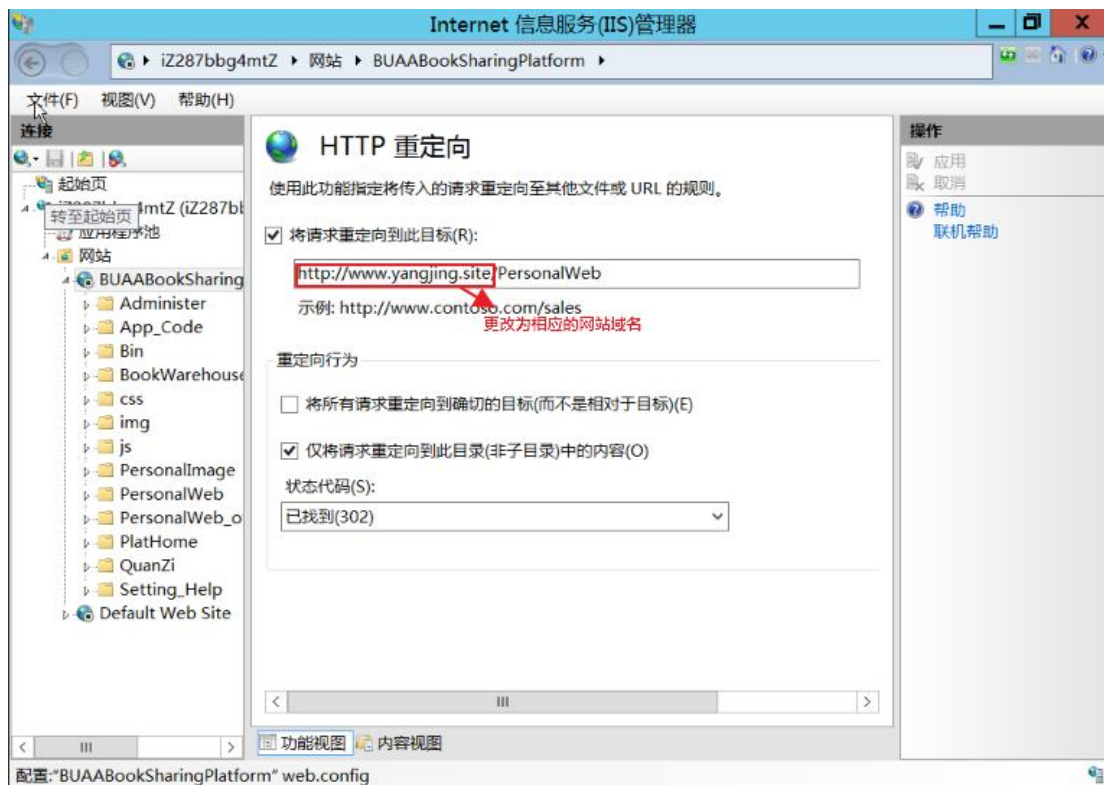 Internet 信息服务(IIS)管理器
iZ287bbg4mtZ 网站 BUAABookSharingPlatform
文件(F) 视图(V) 帮助(H)
连接
起始页
4mtZ (iZ287bl
转至起始页
应用程序池
网站
BUAABookSharing
Administer
App_Code
Bin
BookWarehouse
css
img
js
PersonalImage
PersonalWeb
PersonalWeb_o
PlatHome
QuanZi
Setting_Help
Default Web Site
HTTP 重定向
使用此功能指定将传入的请求重定向至其他文件或 URL 的规则。
将请求重定向到此目标(R):
http://www.yangjing.site/PersonalWeb
示例: http://www.contoso.com/sales
更改为相应的网站域名
重定向行为
将所有请求重定向到确切的目标(而不是相对于目标)(E)
仅将请求重定向到此目录(非子目录)中的内容(O)
状态代码(S):
已找到(302)
功能视图 内容视图
操作
应用
取消
帮助
联机帮助
配置:"BUAABookSharingPlatform" web.config